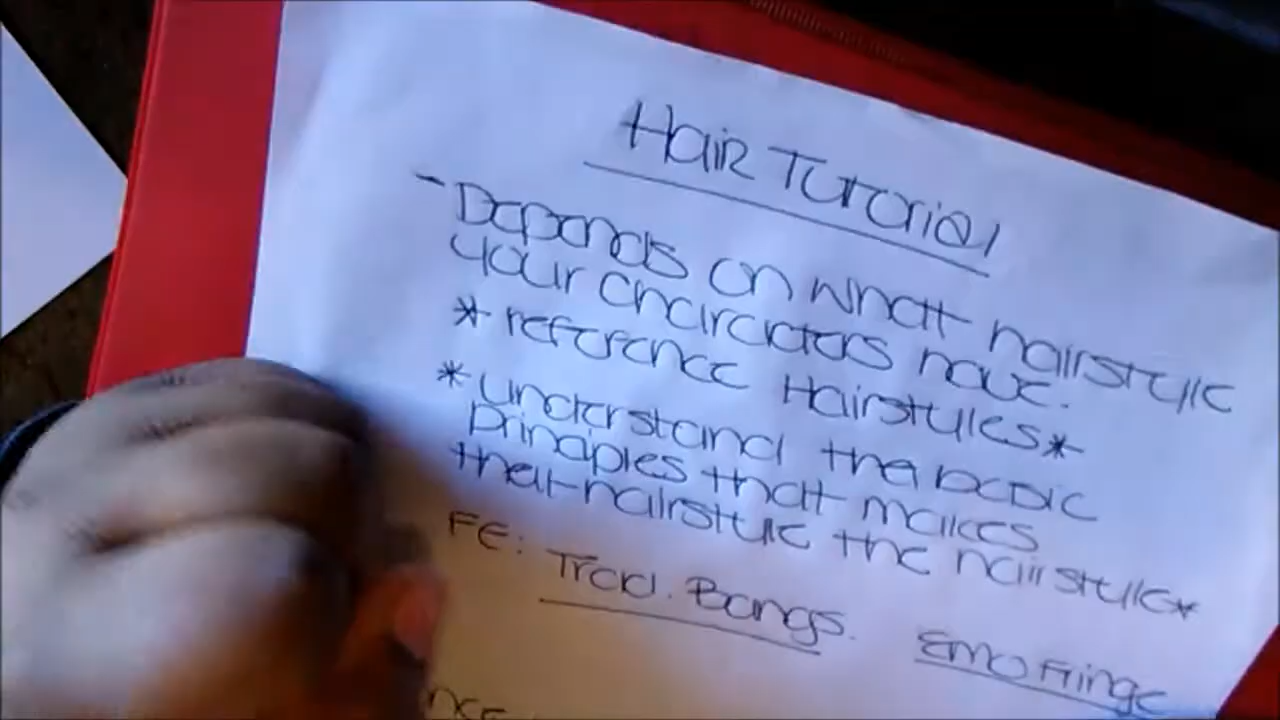 Hair Tutorial
- Depends on what hairstyle
your characters have.
* reference Hairstyles*
* understand the basic
principles that makes
that hairstyle the hairstyle*
FE: Trad. Bangs. Emo Fringe